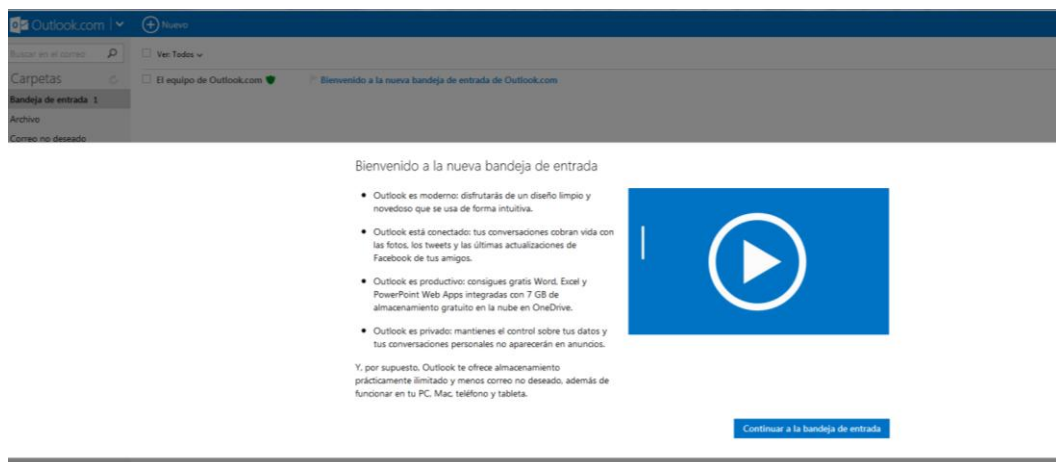 Outlook.com
Nuevo
Buscar en el correo
Ver: Todos
Carpetas
El equipo de Outlook.com
Bienvenido a la nueva bandeja de entrada de Outlook.com
Bandeja de entrada 1
Archivo
Correo no deseado
Bienvenido a la nueva bandeja de entrada
Outlook es moderno: disfrutarás de un diseño limpio y
novedoso que se usa de forma intuitiva.
Outlook está conectado: tus conversaciones cobran vida con
las fotos, los tweets y las últimas actualizaciones de
Facebook de tus amigos.
Outlook es productivo: consigues gratis Word, Excel y
PowerPoint Web Apps integradas con 7 GB de
almacenamiento gratuito en la nube en OneDrive.
Outlook es privado: mantienes el control sobre tus datos y
tus conversaciones personales no aparecerán en anuncios.
Y, por supuesto, Outlook te ofrece almacenamiento
prácticamente ilimitado y menos correo no deseado, además de
funcionar en tu PC, Mac, teléfono y tableta.
Continuar a la bandeja de entrada